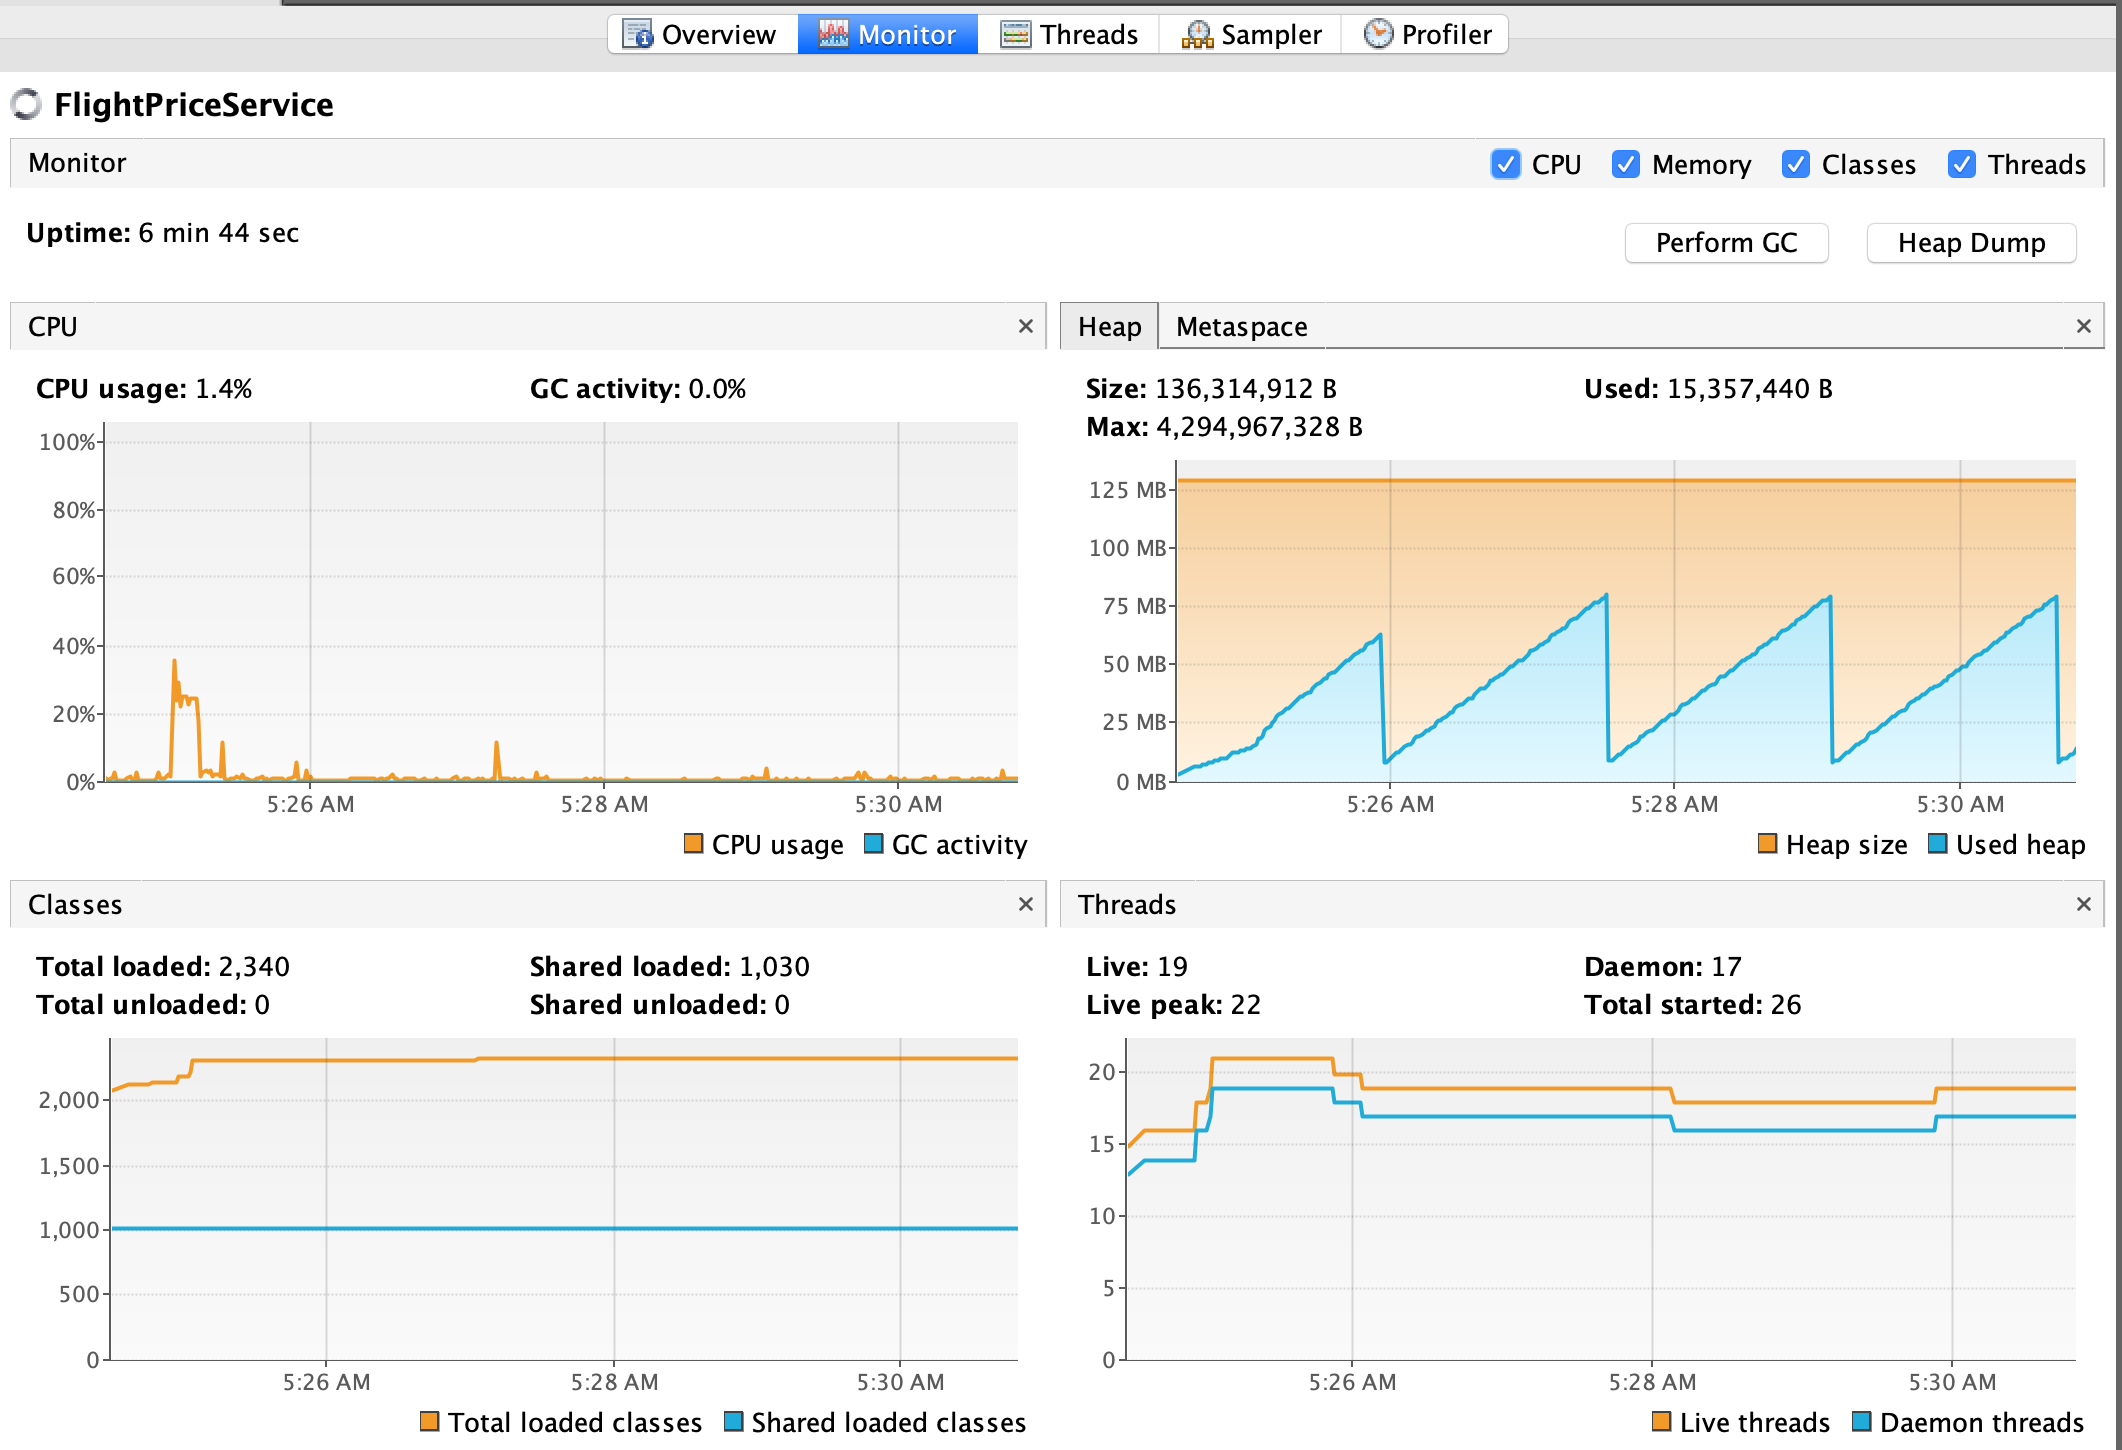 Overview Monitor Threads Sampler Profiler
FlightPriceService
Monitor CPU Memory Classes Threads
Uptime: 6 min 44 sec
Perform GC Heap Dump
CPU
CPU usage: 1.4% GC activity: 0.0%
100%
80%
60%
40%
20%
0%
5:26 AM 5:28 AM 5:30 AM
CPU usage GC activity
Heap Metaspace
Size: 136,314,912 B Used: 15,357,440 B
Max: 4,294,967,328 B
125 MB
100 MB
75 MB
50 MB
25 MB
0 MB
5:26 AM 5:28 AM 5:30 AM
Heap size Used heap
Classes
Total loaded: 2,340 Shared loaded: 1,030
Total unloaded: 0 Shared unloaded: 0
2,000
1,500
1,000
500
0
5:26 AM 5:28 AM 5:30 AM
Total loaded classes Shared loaded classes
Threads
Live: 19 Daemon: 17
Live peak: 22 Total started: 26
20
15
10
5
0
5:26 AM 5:28 AM 5:30 AM
Live threads Daemon threads